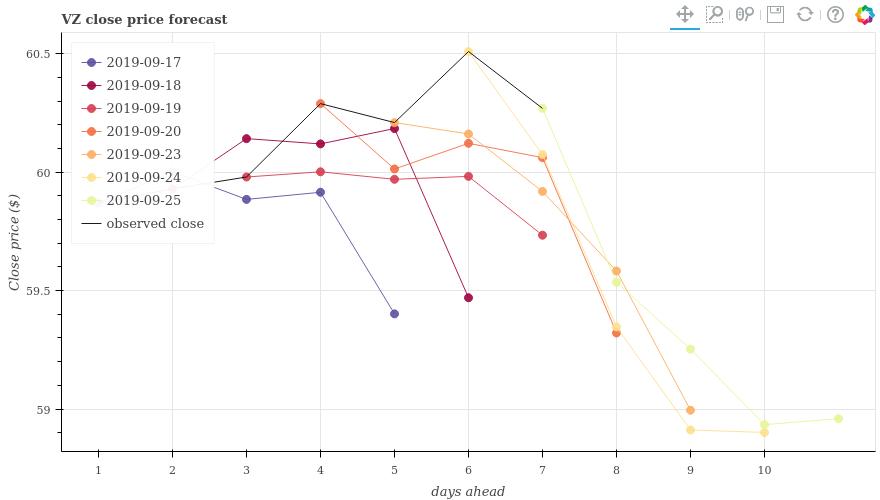 VZ close price forecast
60.5
60
59.5
59
Close price ($)
2019-09-17
2019-09-18
2019-09-19
2019-09-20
2019-09-23
2019-09-24
2019-09-25
observed close
1 2 3 4 5 6 7 8 9 10
days ahead